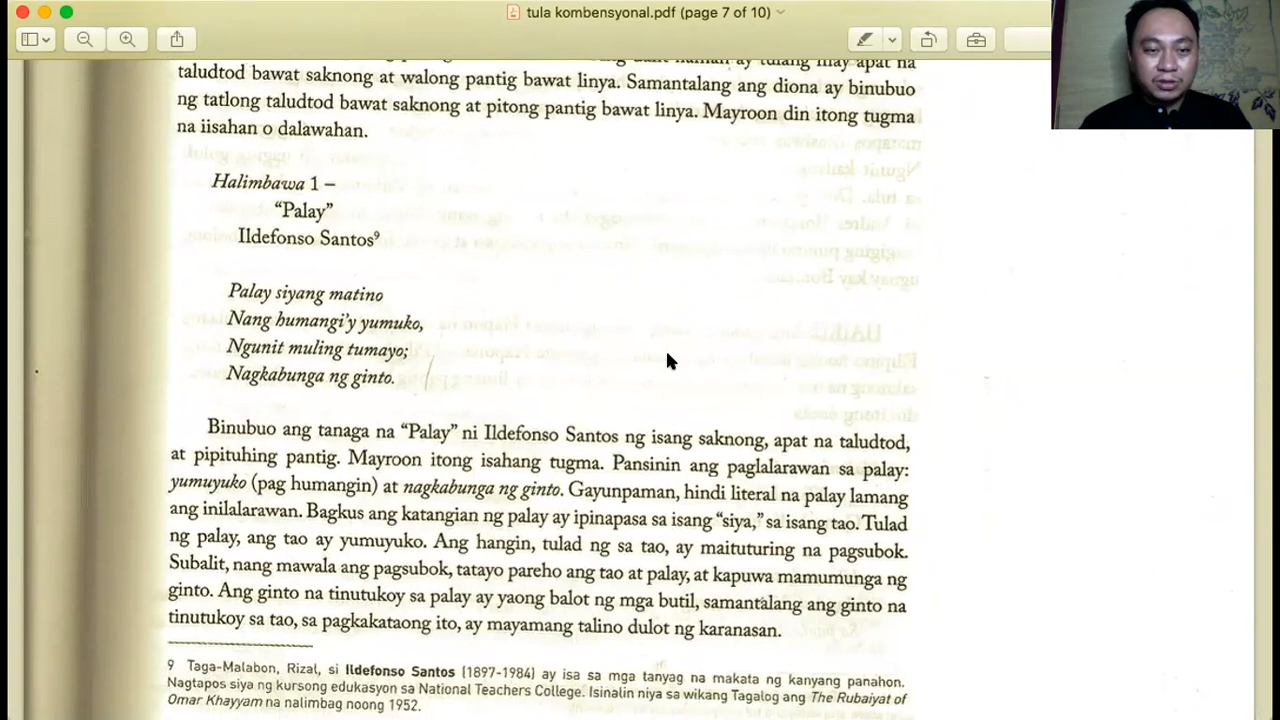 tula kombensyonal.pdf (page 7 of 10)
ay tulang may apat na
taludtod bawat saknong at walong pantig bawat linya. Samantalang ang diona ay binubuo
ng tatlong taludtod bawat saknong at pitong pantig bawat linya. Mayroon din itong tugma
na iisahan o dalawahan.
Halimbawa 1 –
“Palay”
Ildefonso Santos⁹
Palay siyang matino
Nang humangi’y yumuko,
Ngunit muling tumayo;
Nagkabunga ng ginto.
Binubuo ang tanaga na “Palay” ni Ildefonso Santos ng isang saknong, apat na taludtod,
at pipituhing pantig. Mayroon itong isahang tugma. Pansinin ang paglalarawan sa palay:
yumuyuko (pag humangin) at nagkabunga ng ginto. Gayunpaman, hindi literal na palay lamang
ang inilalarawan. Bagkus ang katangian ng palay ay ipinapasa sa isang “siya,” sa isang tao. Tulad
ng palay, ang tao ay yumuyuko. Ang hangin, tulad ng sa tao, ay maituturing na pagsubok.
Subalit, nang mawala ang pagsubok, tatayo pareho ang tao at palay, at kapuwa mamumunga ng
ginto. Ang ginto na tinutukoy sa palay ay yaong balot ng mga butil, samantalang ang ginto na
tinutukoy sa tao, sa pagkakataong ito, ay mayamang talino dulot ng karanasan.
9 Taga-Malabon, Rizal, si Ildefonso Santos (1897-1984) ay isa sa mga tanyag na makata ng kanyang panahon.
Nagtapos siya ng kursong edukasyon sa National Teachers College. Isinalin niya sa wikang Tagalog ang The Rubaiyat of
Omar Khayyam na nalimbag noong 1952.